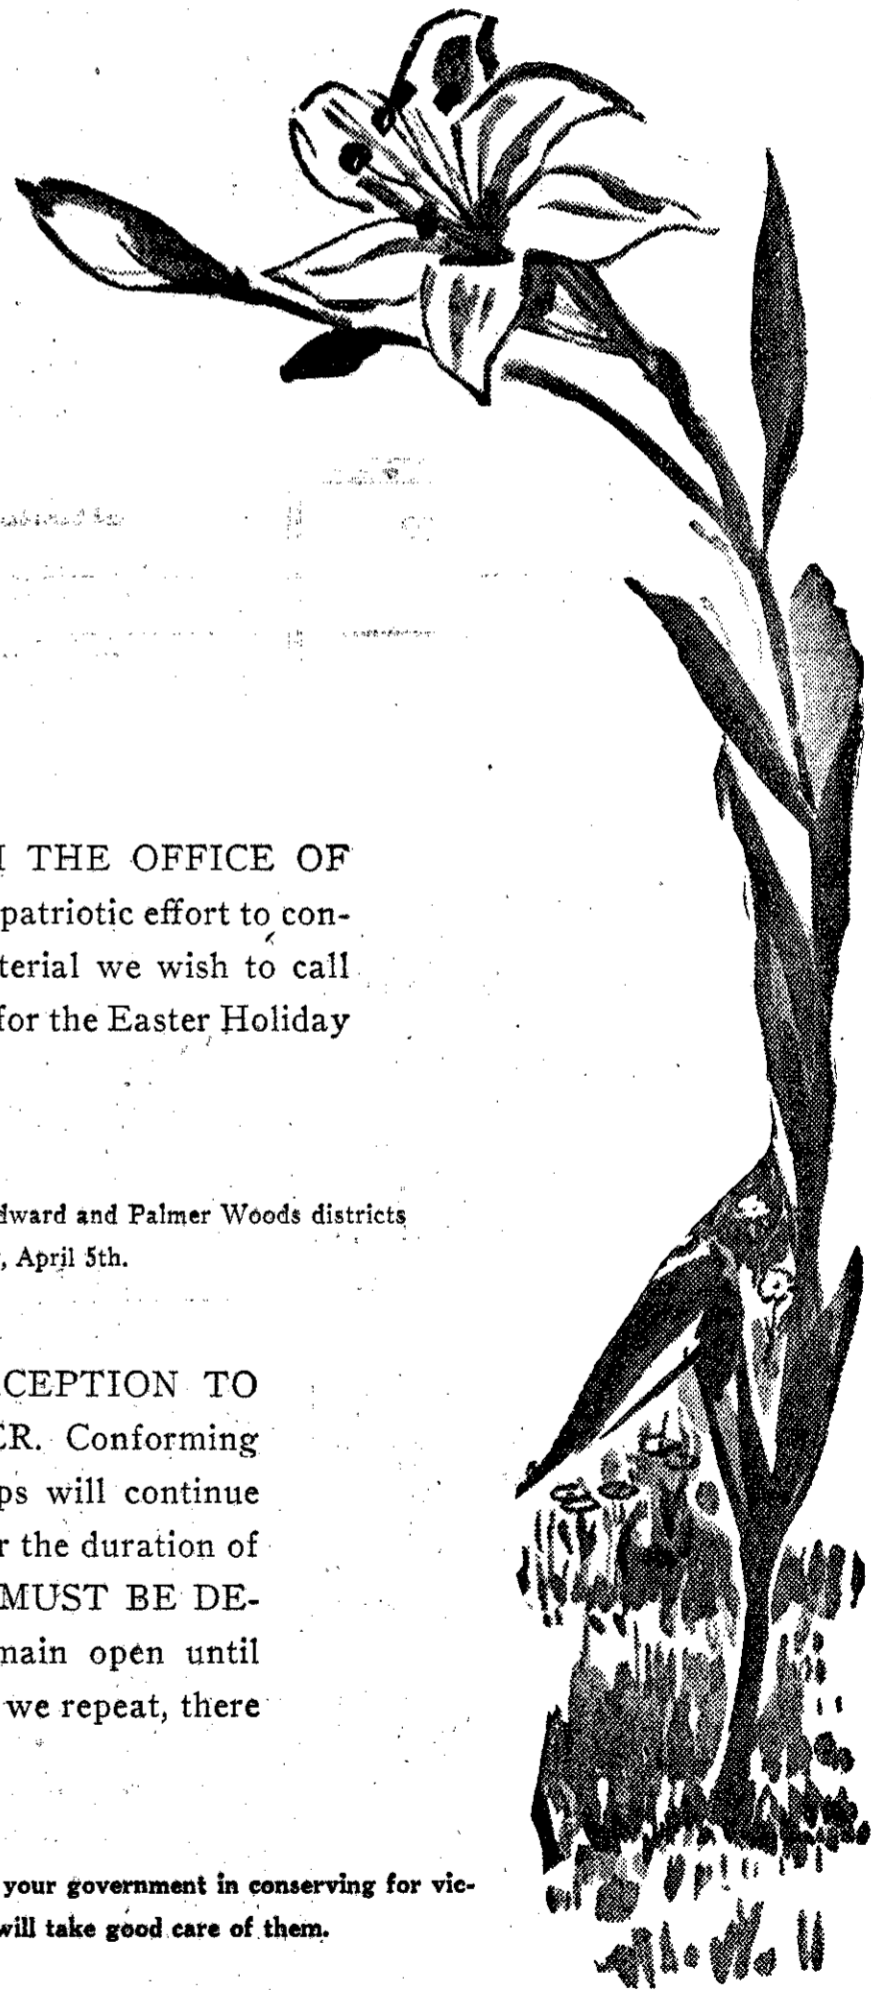 THE OFFICE OF
patriotic effort to con-
terial we wish to call
for the Easter Holiday
dward and Palmer Woods districts
, April 5th.
CEPTION TO
ER. Conforming
ps will continue
r the duration of
MUST BE DE-
main open until
we repeat, there
your government in conserving for vic-
will take good care of them.